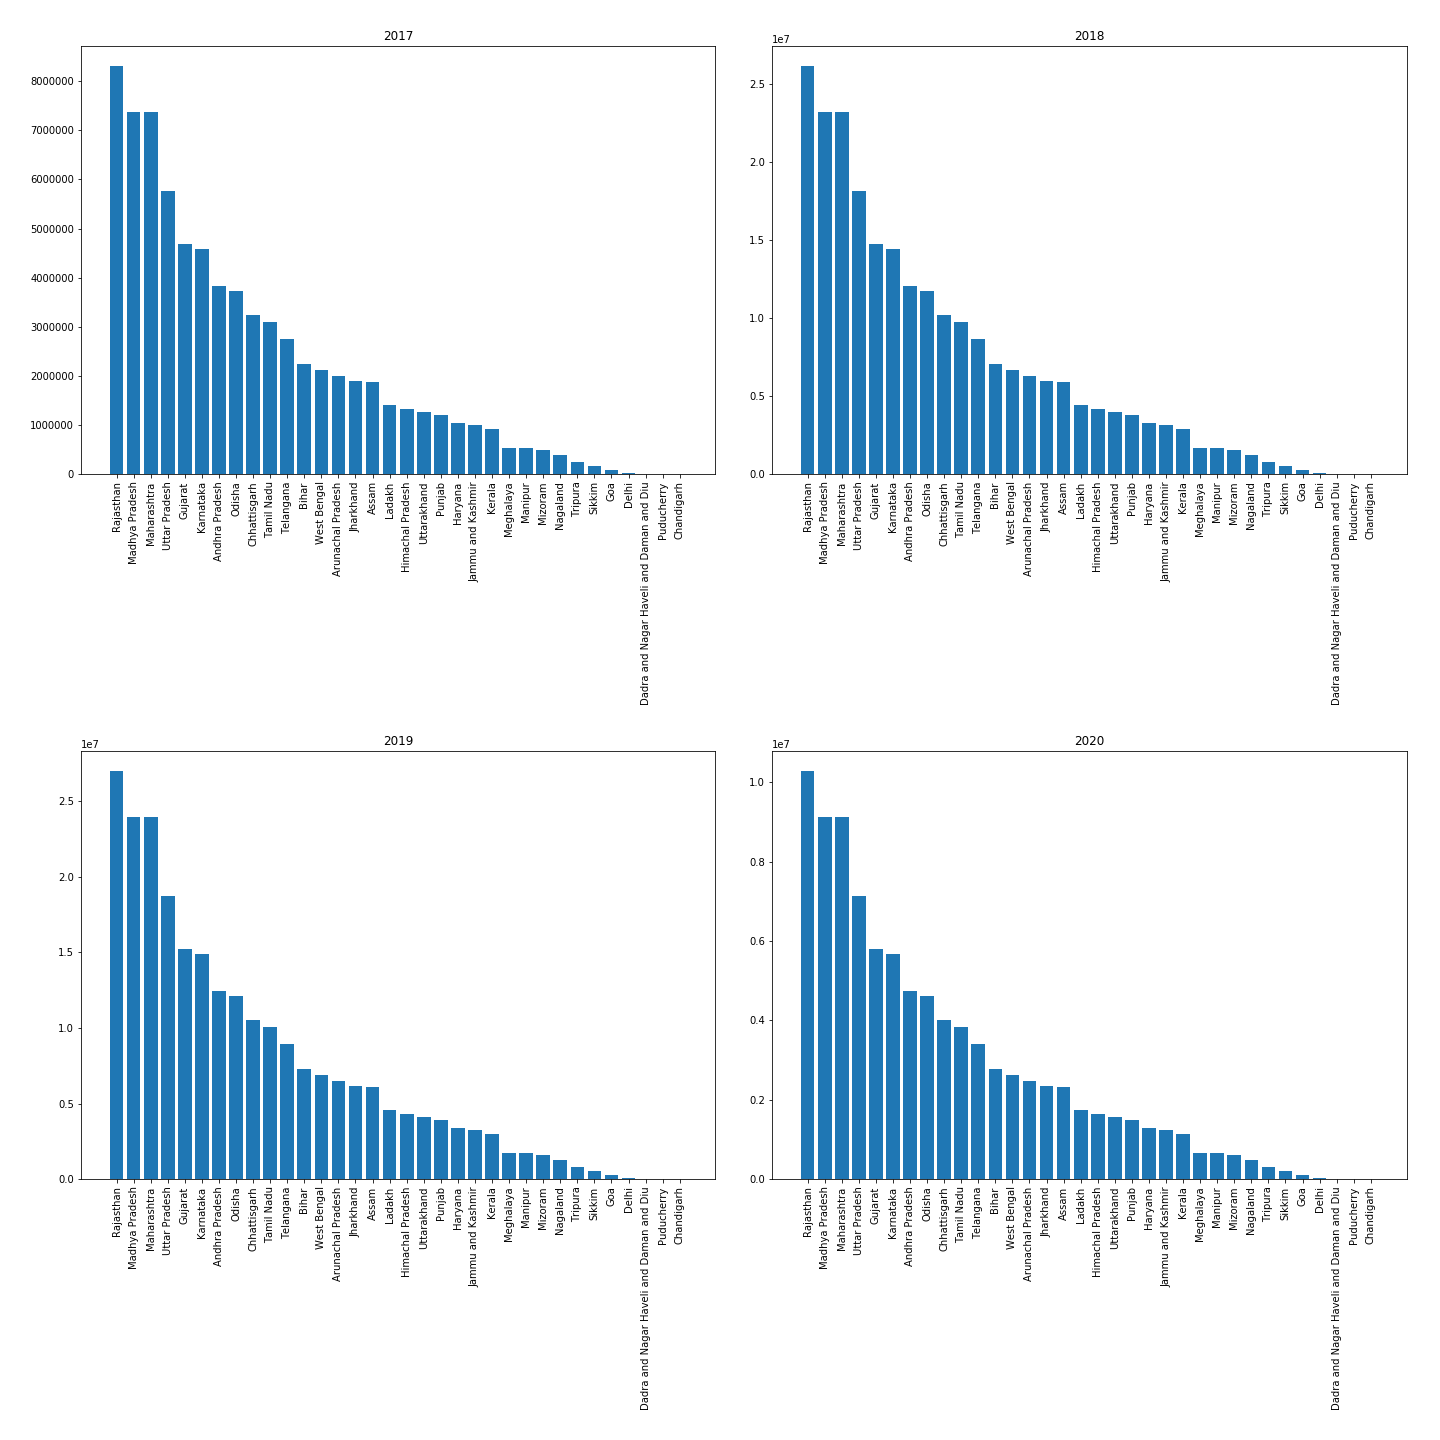 2017
8000000
7000000
6000000
5000000
4000000
3000000
2000000
1000000
0
Rajasthan
Madhya Pradesh
Maharashtra
Uttar Pradesh
Gujarat
Karnataka
Andhra Pradesh
Odisha
Chhattisgarh
Tamil Nadu
Telangana
Bihar
West Bengal
Arunachal Pradesh
Jharkhand
Assam
Ladakh
Himachal Pradesh
Uttarakhand
Punjab
Haryana
Jammu and Kashmir
Kerala
Meghalaya
Manipur
Mizoram
Nagaland
Tripura
Sikkim
Goa
Delhi
Dadra and Nagar Haveli and Daman and Diu
Puducherry
Chandigarh
2018
1e7
2.5
2.0
1.5
1.0
0.5
0.0
Rajasthan
Madhya Pradesh
Maharashtra
Uttar Pradesh
Gujarat
Karnataka
Andhra Pradesh
Odisha
Chhattisgarh
Tamil Nadu
Telangana
Bihar
West Bengal
Arunachal Pradesh
Jharkhand
Assam
Ladakh
Himachal Pradesh
Uttarakhand
Punjab
Haryana
Jammu and Kashmir
Kerala
Meghalaya
Manipur
Mizoram
Nagaland
Tripura
Sikkim
Goa
Delhi
Dadra and Nagar Haveli and Daman and Diu
Puducherry
Chandigarh
2019
1e7
2.5
2.0
1.5
1.0
0.5
0.0
Rajasthan
Madhya Pradesh
Maharashtra
Uttar Pradesh
Gujarat
Karnataka
Andhra Pradesh
Odisha
Chhattisgarh
Tamil Nadu
Telangana
Bihar
West Bengal
Arunachal Pradesh
Jharkhand
Assam
Ladakh
Himachal Pradesh
Uttarakhand
Punjab
Haryana
Jammu and Kashmir
Kerala
Meghalaya
Manipur
Mizoram
Nagaland
Tripura
Sikkim
Goa
Delhi
Dadra and Nagar Haveli and Daman and Diu
Puducherry
Chandigarh
2020
1e7
1.0
0.8
0.6
0.4
0.2
0.0
Rajasthan
Madhya Pradesh
Maharashtra
Uttar Pradesh
Gujarat
Karnataka
Andhra Pradesh
Odisha
Chhattisgarh
Tamil Nadu
Telangana
Bihar
West Bengal
Arunachal Pradesh
Jharkhand
Assam
Ladakh
Himachal Pradesh
Uttarakhand
Punjab
Haryana
Jammu and Kashmir
Kerala
Meghalaya
Manipur
Mizoram
Nagaland
Tripura
Sikkim
Goa
Delhi
Dadra and Nagar Haveli and Daman and Diu
Puducherry
Chandigarh